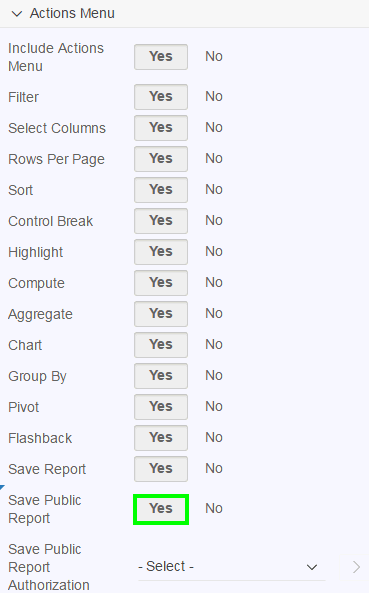 Actions Menu
Include Actions Yes No
Menu
Filter Yes No
Select Columns Yes No
Rows Per Page Yes No
Sort Yes No
Control Break Yes No
Highlight Yes No
Compute Yes No
Aggregate Yes No
Chart Yes No
Group By Yes No
Pivot Yes No
Flashback Yes No
Save Report Yes No
Save Public Yes No
Report
Save Public
Report - Select -
Authorization